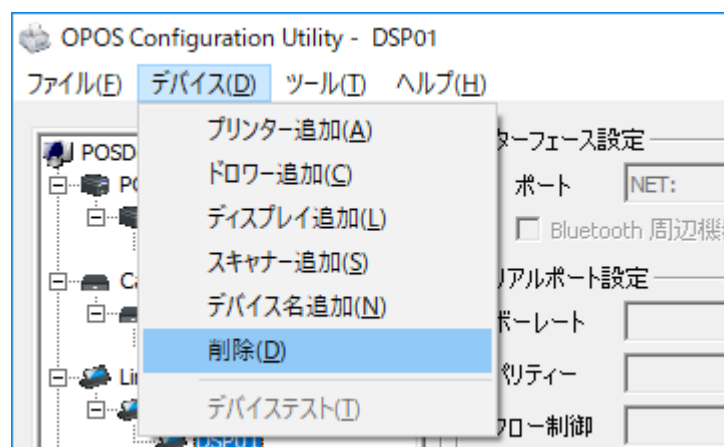 OPOS Configuration Utility - DSP01
ファイル(F) デバイス(D) ツール(T) ヘルプ(H)
プリンター追加(A)
ドロワー追加(C)
ディスプレイ追加(L)
スキャナー追加(S)
デバイス名追加(N)
削除(D)
デバイステスト(T)
POSD
PO
Ca
Lin
DSP01
ターフェース設定
ポート NET:
Bluetooth 周辺機
リアルポート設定
ボーレート
パリティー
フロー制御